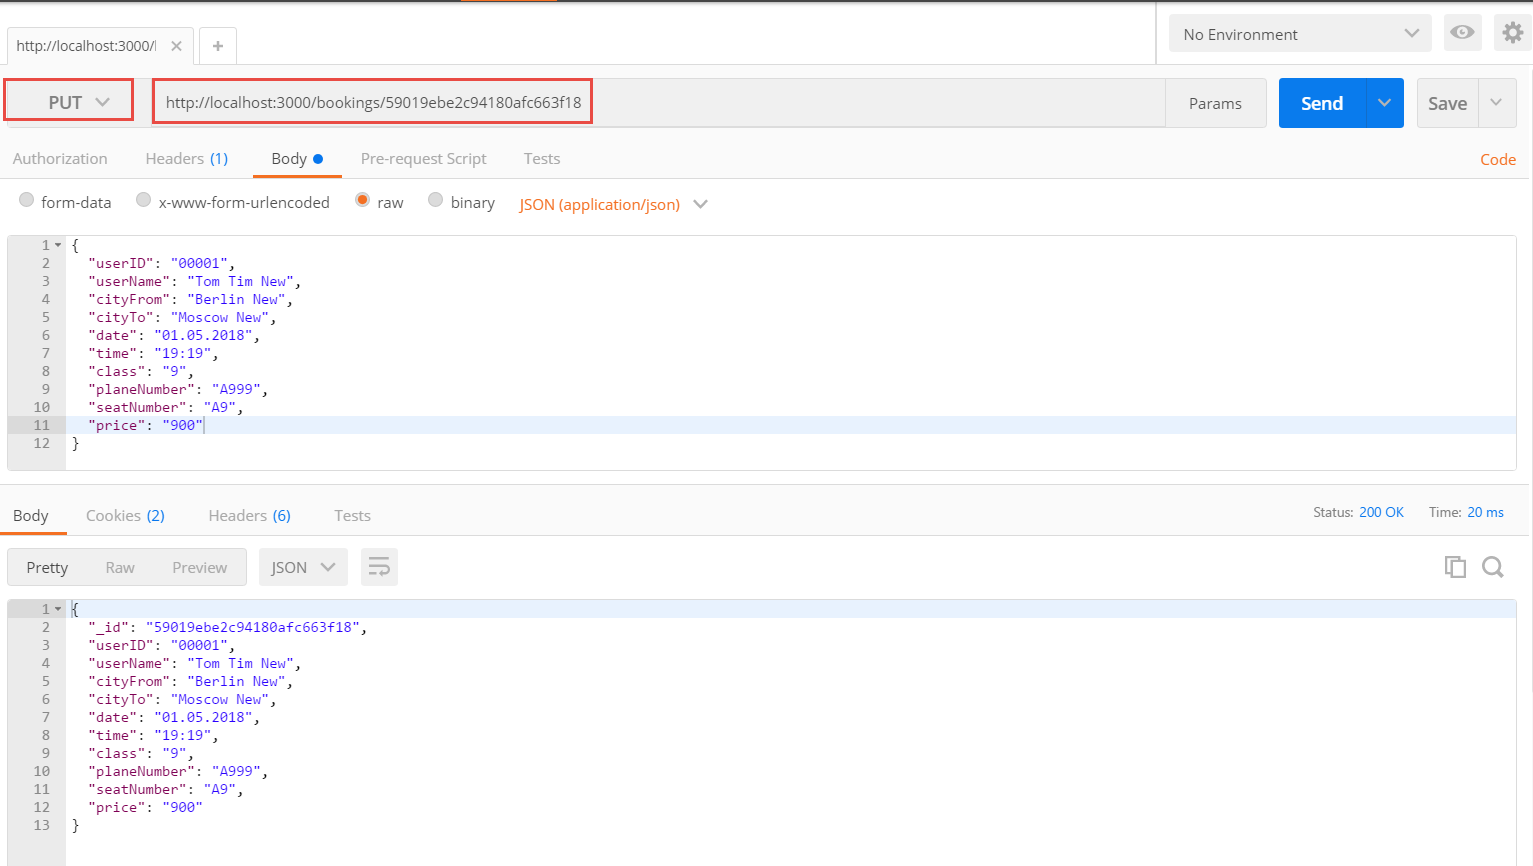 http://localhost:3000/l
No Environment
PUT
http://localhost:3000/bookings/59019ebe2c94180afc663f18
Params
Send
Save
Authorization
Headers (1)
Body
Pre-request Script
Tests
Code
form-data
x-www-form-urlencoded
raw
binary
JSON (application/json)
1 {
2 "userID": "00001",
3 "userName": "Tom Tim New",
4 "cityFrom": "Berlin New",
5 "cityTo": "Moscow New",
6 "date": "01.05.2018",
7 "time": "19:19",
8 "class": "9",
9 "planeNumber": "A999",
10 "seatNumber": "A9",
11 "price": "900"
12 }
Body
Cookies (2)
Headers (6)
Tests
Status: 200 OK
Time: 20 ms
Pretty
Raw
Preview
JSON
1 {
2 "_id": "59019ebe2c94180afc663f18",
3 "userID": "00001",
4 "userName": "Tom Tim New",
5 "cityFrom": "Berlin New",
6 "cityTo": "Moscow New",
7 "date": "01.05.2018",
8 "time": "19:19",
9 "class": "9",
10 "planeNumber": "A999",
11 "seatNumber": "A9",
12 "price": "900"
13 }